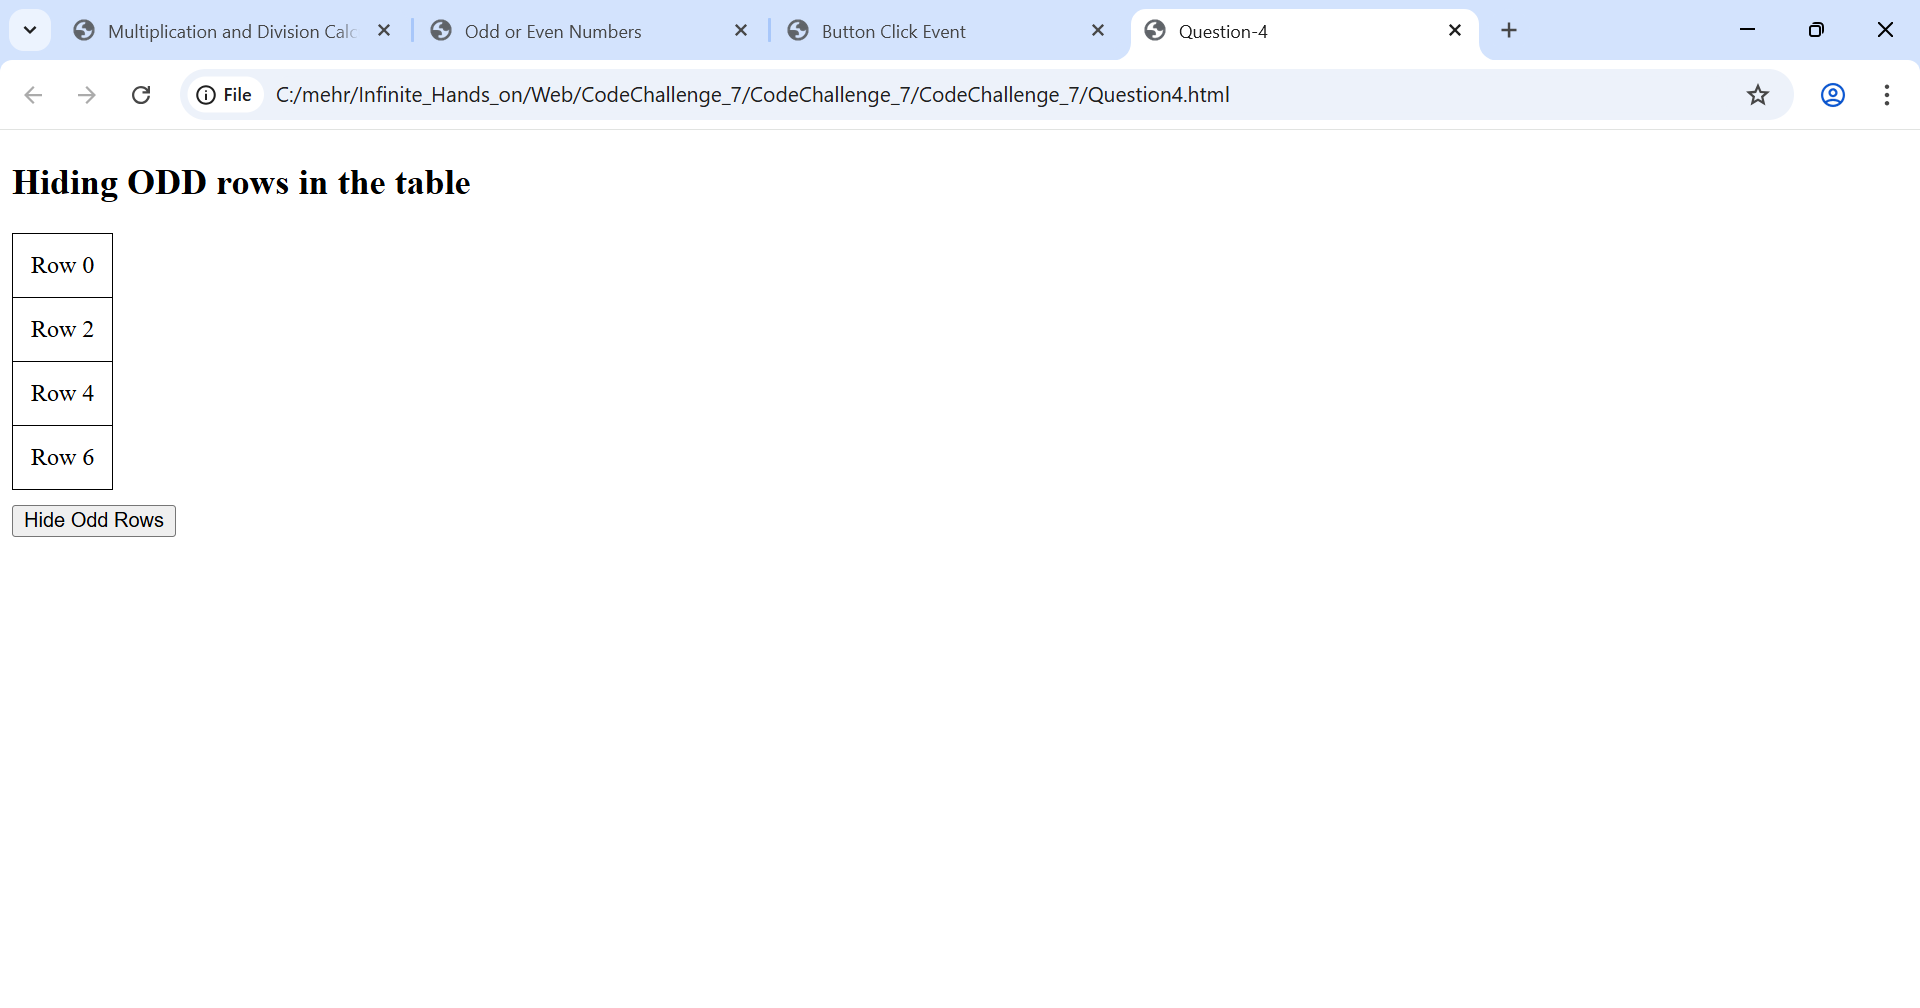 Multiplication and Division Calc
Odd or Even Numbers
Button Click Event
Question-4
File
C:/mehr/Infinite_Hands_on/Web/CodeChallenge_7/CodeChallenge_7/CodeChallenge_7/Question4.html
Hiding ODD rows in the table
Row 0
Row 2
Row 4
Row 6
Hide Odd Rows